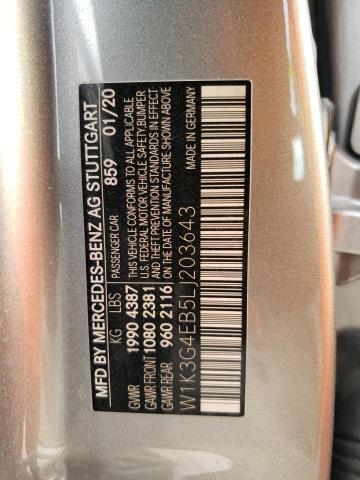 MFD BY MERCEDES-BENZ AG STUTTGART
PASSENGER CAR 859 01/20
KG LBS
GVWR 1990 4387
GAWR FRONT 1080 2381
GAWR REAR 960 2116
THIS VEHICLE CONFORMS TO ALL APPLICABLE
U.S. FEDERAL MOTOR VEHICLE SAFETY, BUMPER
AND THEFT PREVENTION STANDARDS IN EFFECT
ON THE DATE OF MANUFACTURE SHOWN ABOVE
MADE IN GERMANY
W1K3G4EB5LJ203643